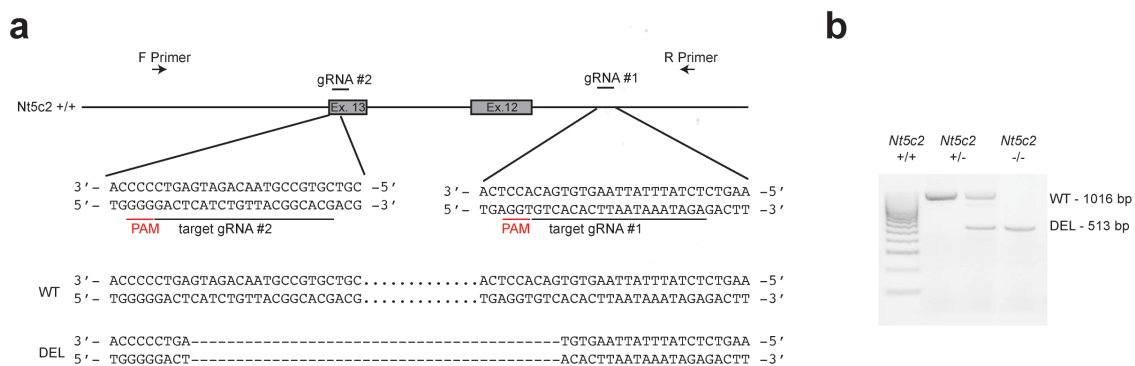 a
b
F Primer
R Primer
gRNA #2
gRNA #1
Nt5c2 +/+
Ex. 13
Ex.12
3′– ACCCCCTGAGTAGACAATGCCGTGCTGC –5′
5′– TGGGGGACTCATCTGTTACGGCACGACG –3′
PAM target gRNA #2
3′– ACTCCACAGTGTGAATTATTTATCTCTGAA –5′
5′– TGAGGTGTCACACTTAATAAATAGAGACTT –3′
PAM target gRNA #1
WT
3′– ACCCCCTGAGTAGACAATGCCGTGCTGC.............ACTCCACAGTGTGAATTATTTATCTCTGAA –5′
5′– TGGGGGACTCATCTGTTACGGCACGACG.............TGAGGTGTCACACTTAATAAATAGAGACTT –3′
DEL
3′– ACCCCCTGA-----------------------------------------TGTGAATTATTTATCTCTGAA –5′
5′– TGGGGGACT-----------------------------------------ACACTTAATAAATAGAGACTT –3′
Nt5c2 +/+
Nt5c2 +/-
Nt5c2 -/-
WT - 1016 bp
DEL - 513 bp